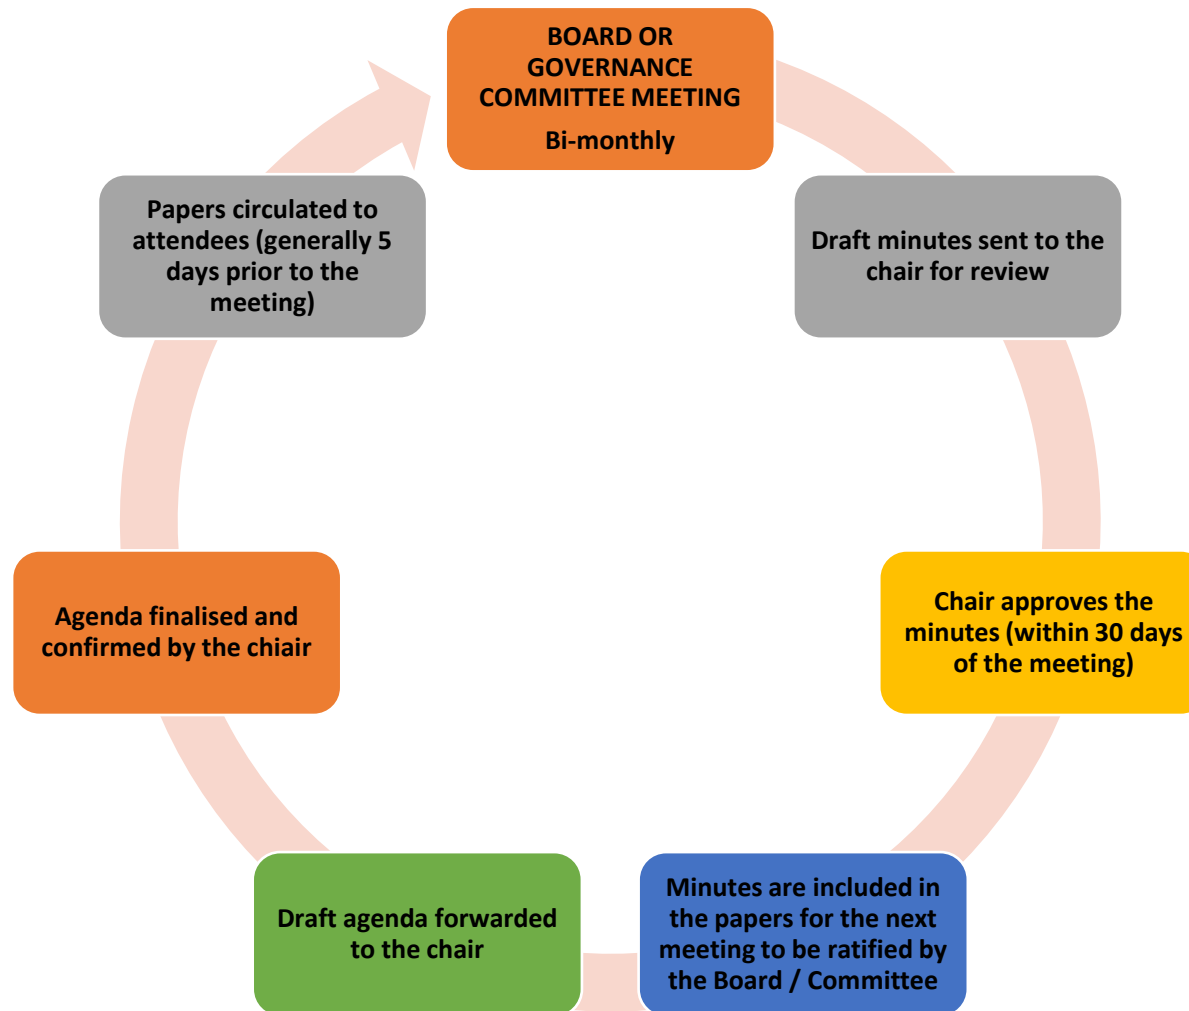 BOARD OR
GOVERNANCE
COMMITTEE MEETING
Bi-monthly
Draft minutes sent to the
chair for review
Chair approves the
minutes (within 30 days
of the meeting)
Minutes are included in
the papers for the next
meeting to be ratified by
the Board / Committee
Draft agenda forwarded
to the chair
Agenda finalised and
confirmed by the chiair
Papers circulated to
attendees (generally 5
days prior to the
meeting)